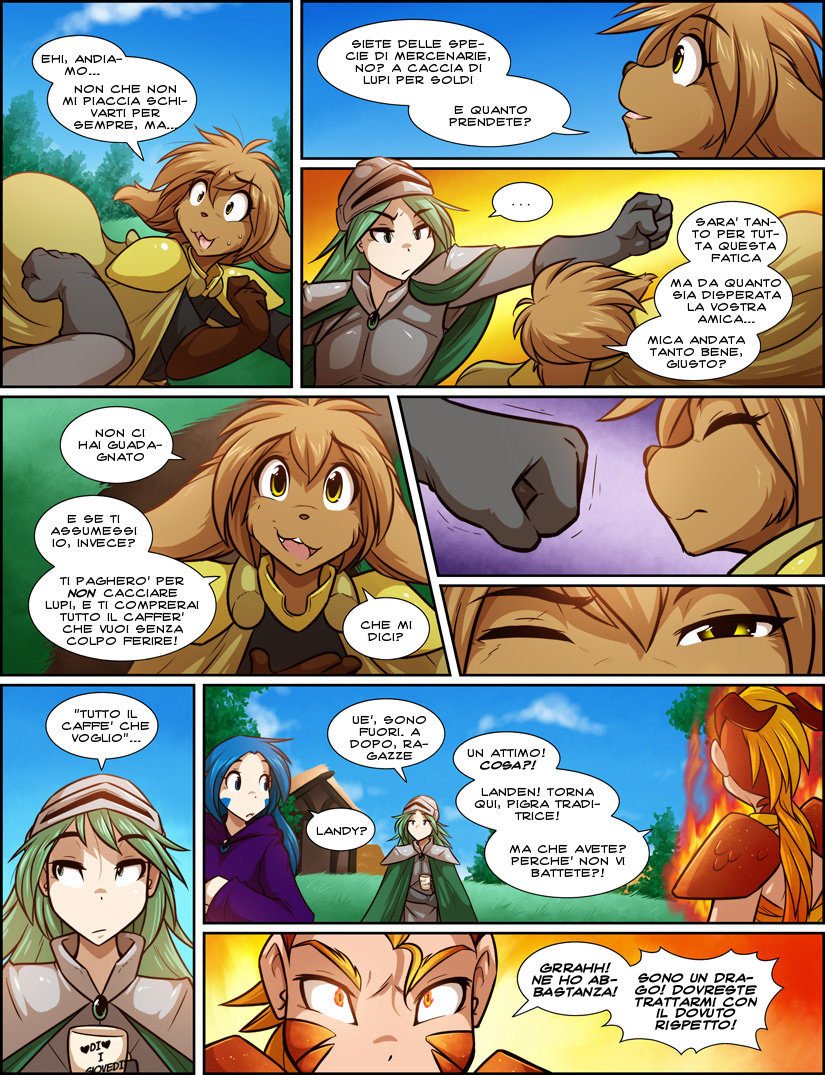 EHI, ANDIA-
MO...
NON CHE NON
MI PIACCIA SCHI-
VARTI PER
SEMPRE, MA...
SIETE DELLE SPE-
CIE DI MERCENARIE,
NO? A CACCIA DI
LUPI PER SOLDI
E QUANTO
PRENDETE?
...
SARA' TAN-
TO PER TUT-
TA QUESTA
FATICA
MA DA QUANTO
SIA DISPERATA
LA VOSTRA
AMICA...
MICA ANDATA
TANTO BENE,
GIUSTO?
NON CI
HAI GUADA-
GNATO
E SE TI
ASSUMESSI
IO, INVECE?
TI PAGHERO' PER
NON CACCIARE
LUPI, E TI COMPRERAI
TUTTO IL CAFFER'
CHE VUOI SENZA
COLPO FERIRE!
CHE MI
DICI?
"TUTTO IL
CAFFE' CHE
VOGLIO"...
♥DI♥
I
GIOVEDI
UE', SONO
FUORI. A
DOPO, RA-
GAZZE
LANDY?
UN ATTIMO!
COSA?!
LANDEN! TORNA
QUI, PIGRA TRADI-
TRICE!
MA CHE AVETE?
PERCHE' NON VI
BATTETE?!
GRRAHH!
NE HO AB-
BASTANZA!
SONO UN DRA-
GO! DOVRESTE
TRATTARMI CON
IL DOVUTO
RISPETTO!